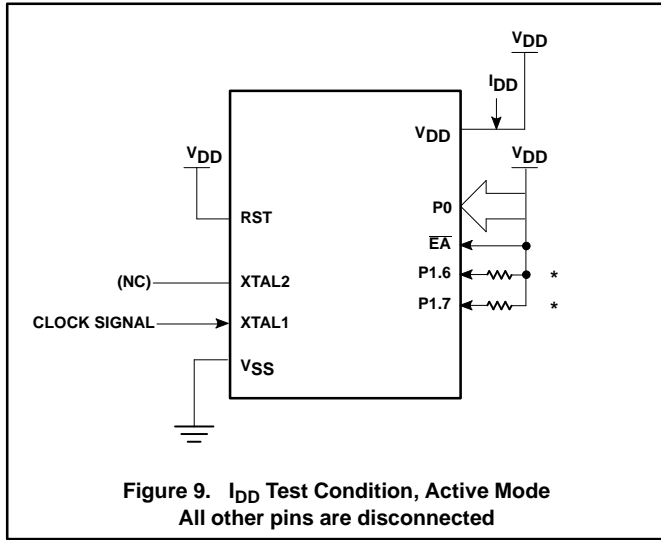 VDD
IDD
VDD
VDD
VDD
RST
P0
EA
(NC)
XTAL2
P1.6
*
CLOCK SIGNAL
XTAL1
P1.7
*
VSS
Figure 9. IDD Test Condition, Active Mode
All other pins are disconnected